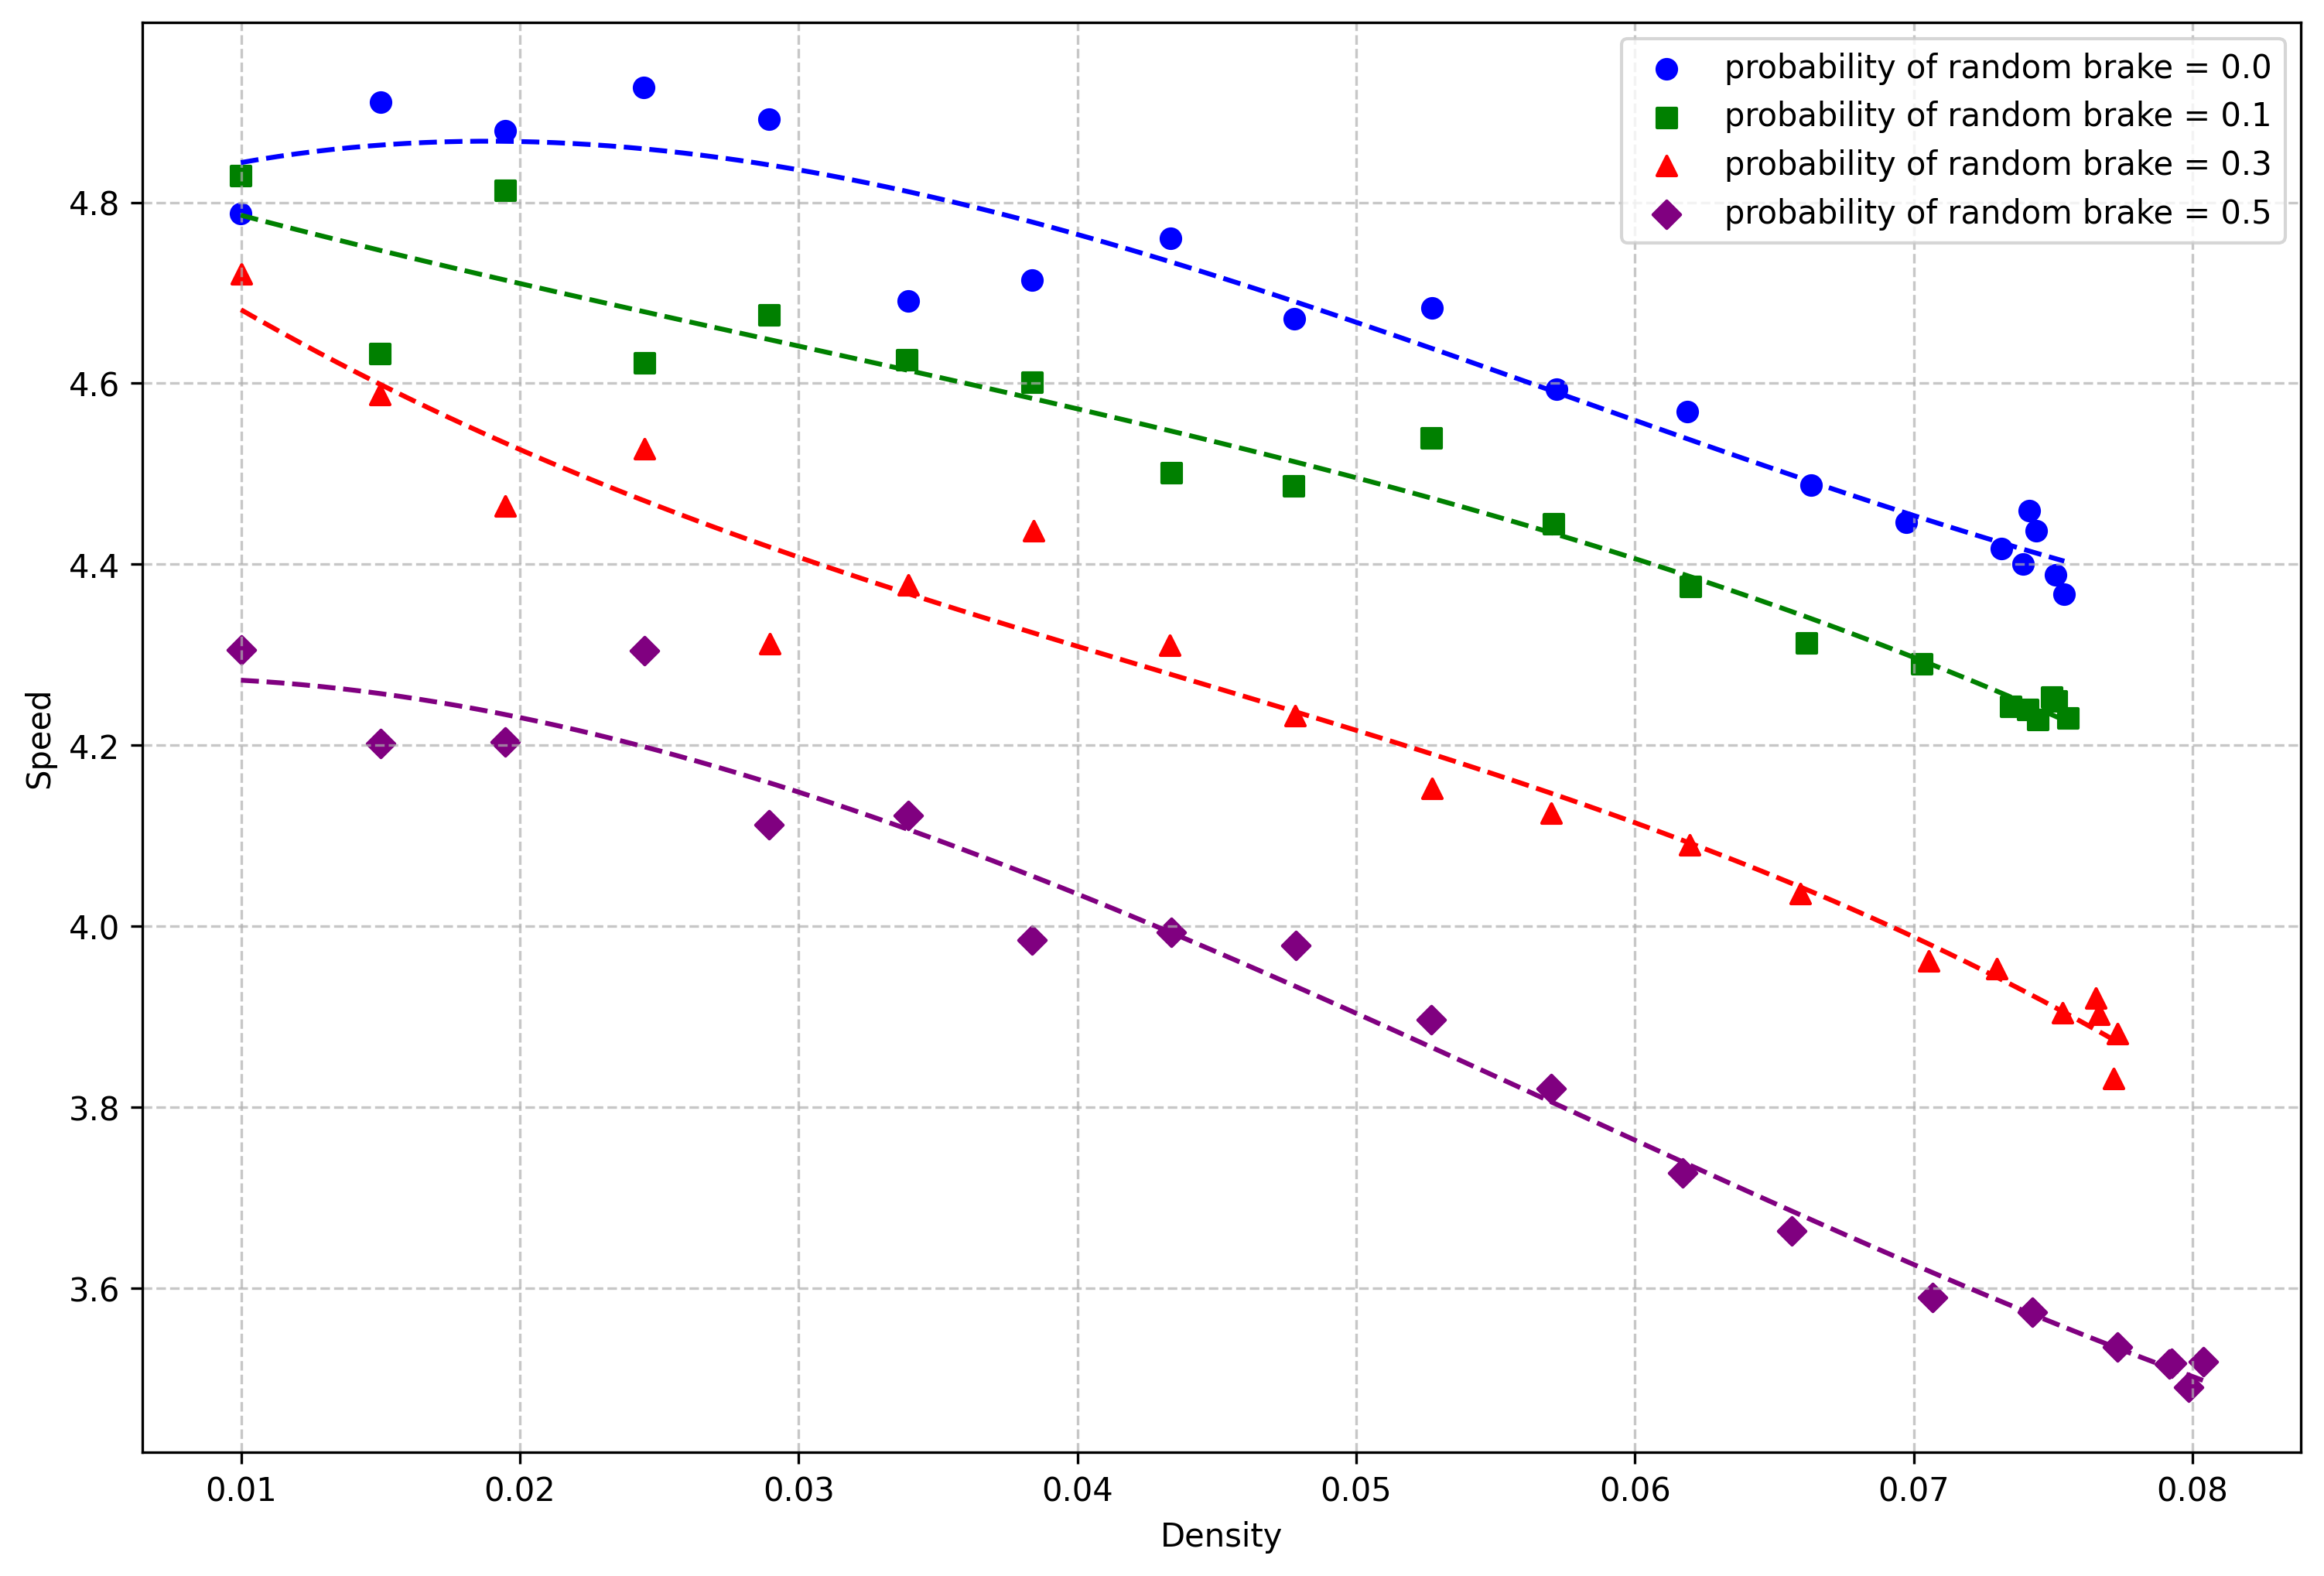 probability of random brake = 0.0
probability of random brake = 0.1
probability of random brake = 0.3
probability of random brake = 0.5
Speed
4.8
4.6
4.4
4.2
4.0
3.8
3.6
0.01 0.02 0.03 0.04 0.05 0.06 0.07 0.08
Density